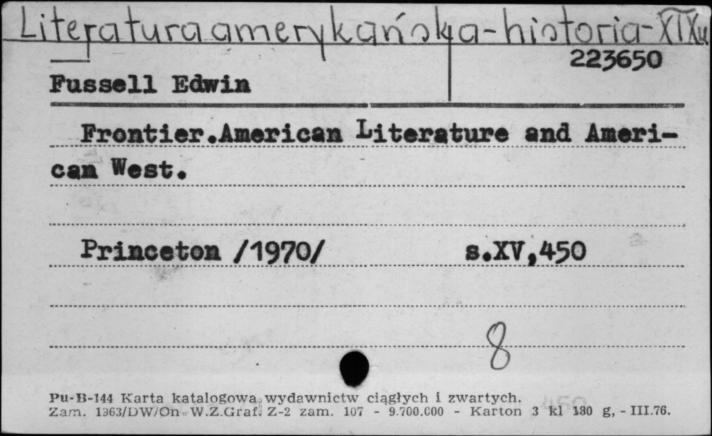 Literatura amerykańska-historia-XIXw
223650
Fussell Edwin
Frontier.American Literature and Ameri-
can West.
Princeton /1970/ s.XV,450
8
Pu-B-144 Karta katalogowa wydawnictw ciągłych i zwartych.
Zam. 1363/DW/On W.Z.Graf. Z-2 zam. 107 - 9.700.000 - Karton 3 kl 180 g, - III.76.